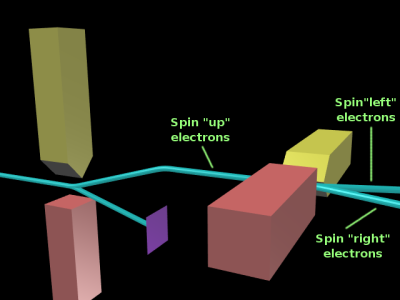 Spin "up"
electrons
Spin"left"
electrons
Spin "right"
electrons